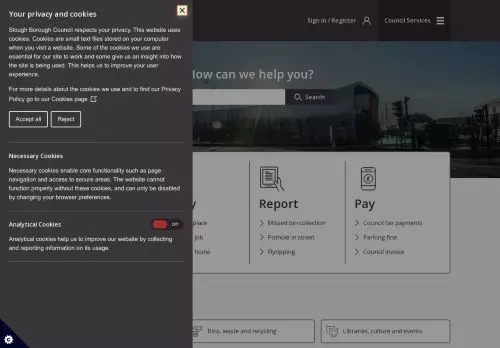 Your privacy and cookies
Slough Borough Council respects your privacy. This website uses
cookies. Cookies are small text files stored on your computer
when you visit a website. Some of the cookies we use are
essential for our site to work and some give us an insight into how
the site is being used. This helps us to improve your user
experience.
For more details about the cookies we use and to find our Privacy
Policy go to our Cookies page
Accept all
Reject
Necessary Cookies
Necessary cookies enable core functionality such as page
navigation and access to secure areas. The website cannot
function properly without these cookies, and can only be disabled
by changing your browser preferences.
Analytical Cookies
on
Analytical cookies help us to improve our website by collecting
and reporting information on its usage.
Sign in / Register
Council Services
How can we help you?
Search
y
place
job
home
Report
Missed bin collection
Pothole in street
Flytipping
Pay
Council tax payments
Parking fine
Council invoice
Bins, waste and recycling
Libraries, culture and events